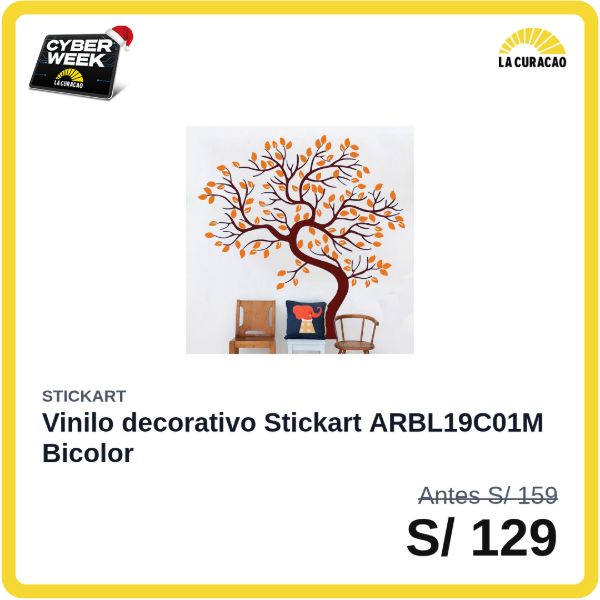 CYBER
WEEK
LA CURACAO
LA CURACAO
STICKART
Vinilo decorativo Stickart ARBL19C01M
Bicolor
Antes S/ 159
S/ 129